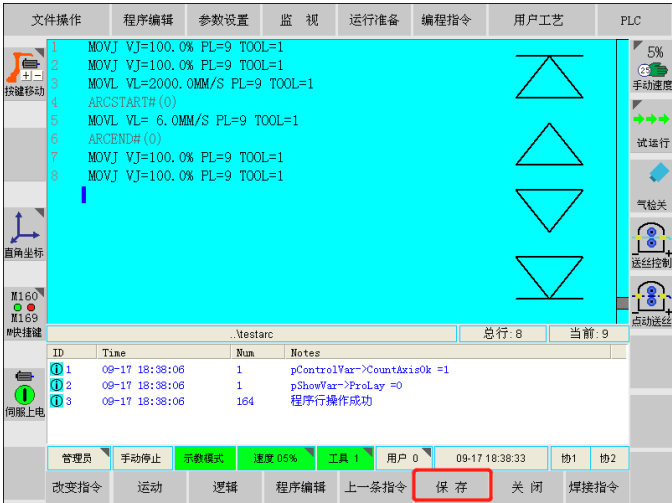 文件操作 程序编辑 参数设置 监 视 运行准备 编程指令 用户工艺 PLC
1 MOVJ VJ=100.0% PL=9 TOOL=1
2 MOVJ VJ=100.0% PL=9 TOOL=1
3 MOVL VL=2000.0MM/S PL=9 TOOL=1
4 ARCSTART#(0)
5 MOVL VL= 6.0MM/S PL=9 TOOL=1
6 ARCEND#(0)
7 MOVJ VJ=100.0% PL=9 TOOL=1
8 MOVJ VJ=100.0% PL=9 TOOL=1
按键移动
直角坐标
M160
M169
M快捷键
伺服上电
5%
25
手动速度
试运行
气检关
送丝控制
点动送丝
..\testarc 总行: 8 当前: 9
ID Time Num Notes
1 09-17 18:38:06 1 pControlVar->CountAxisOk =1
2 09-17 18:38:06 1 pShowVar->ProLay =0
3 09-17 18:38:06 164 程序行操作成功
管理员 手动停止 示教模式 速度 05% 工具 1 用户 0 09-17 18:38:33 协1 协2
改变指令 运动 逻辑 程序编辑 上一条指令 保 存 关 闭 焊接指令